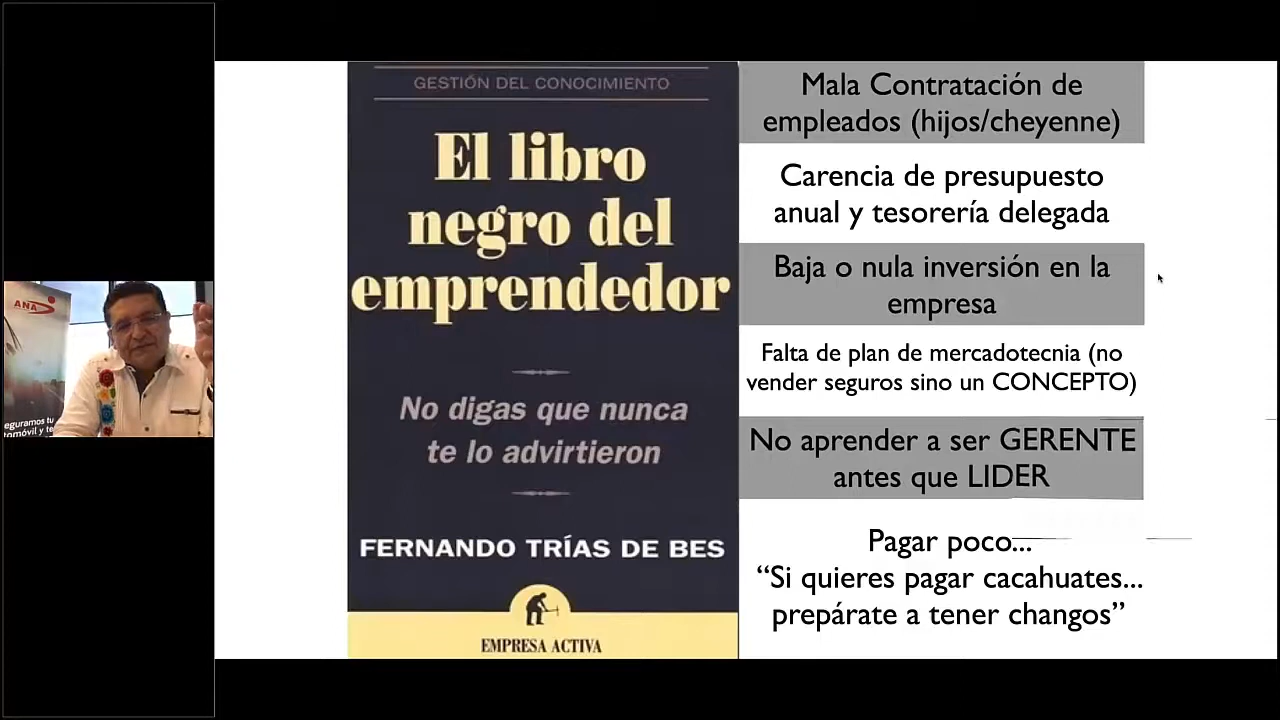 GESTIÓN DEL CONOCIMIENTO
El libro
negro del
emprendedor
No digas que nunca
te lo advirtieron
FERNANDO TRÍAS DE BES
EMPRESA ACTIVA
Mala Contratación de
empleados (hijos/cheyenne)
Carencia de presupuesto
anual y tesorería delegada
Baja o nula inversión en la
empresa
Falta de plan de mercadotecnia (no
vender seguros sino un CONCEPTO)
No aprender a ser GERENTE
antes que LIDER
Pagar poco...
“Si quieres pagar cacahuates...
prepárate a tener changos”
ANA
eguramos tu
tomóvil y te